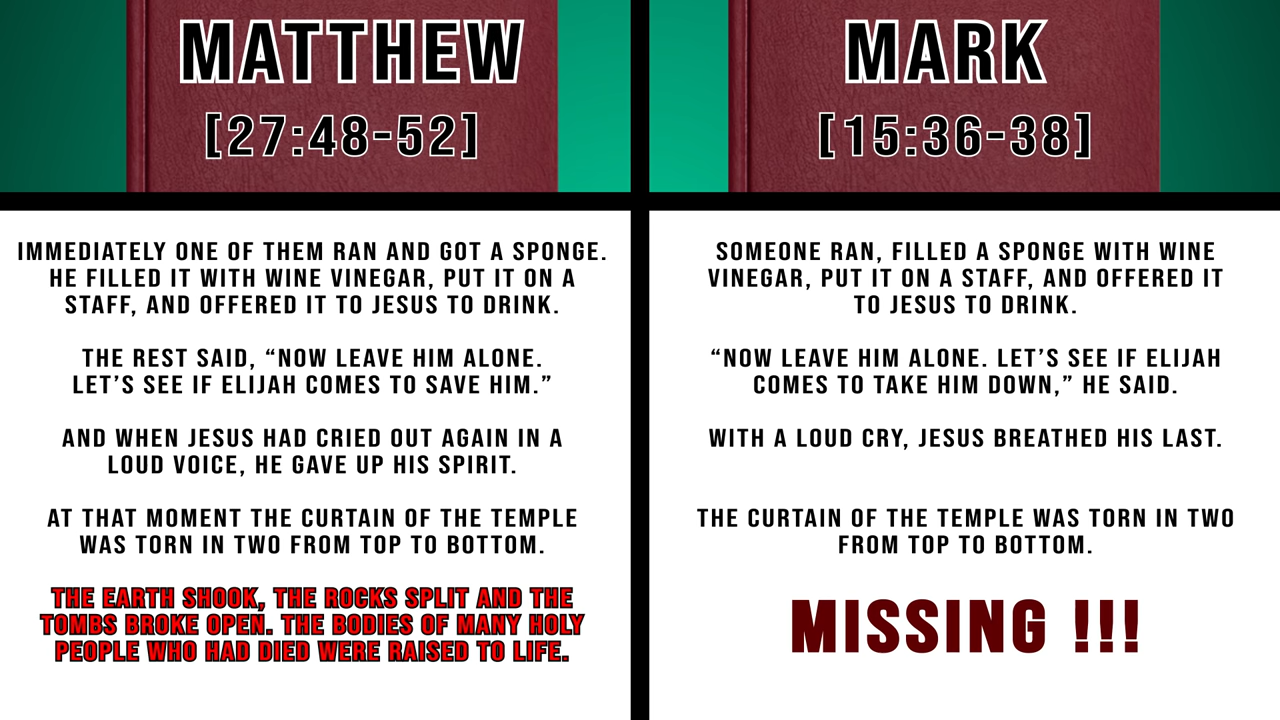 MATTHEW
[27:48-52]
IMMEDIATELY ONE OF THEM RAN AND GOT A SPONGE.
HE FILLED IT WITH WINE VINEGAR, PUT IT ON A
STAFF, AND OFFERED IT TO JESUS TO DRINK.
THE REST SAID, “NOW LEAVE HIM ALONE.
LET’S SEE IF ELIJAH COMES TO SAVE HIM.”
AND WHEN JESUS HAD CRIED OUT AGAIN IN A
LOUD VOICE, HE GAVE UP HIS SPIRIT.
AT THAT MOMENT THE CURTAIN OF THE TEMPLE
WAS TORN IN TWO FROM TOP TO BOTTOM.
THE EARTH SHOOK, THE ROCKS SPLIT AND THE
TOMBS BROKE OPEN. THE BODIES OF MANY HOLY
PEOPLE WHO HAD DIED WERE RAISED TO LIFE.
MARK
[15:36-38]
SOMEONE RAN, FILLED A SPONGE WITH WINE
VINEGAR, PUT IT ON A STAFF, AND OFFERED IT
TO JESUS TO DRINK.
“NOW LEAVE HIM ALONE. LET’S SEE IF ELIJAH
COMES TO TAKE HIM DOWN,” HE SAID.
WITH A LOUD CRY, JESUS BREATHED HIS LAST.
THE CURTAIN OF THE TEMPLE WAS TORN IN TWO
FROM TOP TO BOTTOM.
MISSING !!!